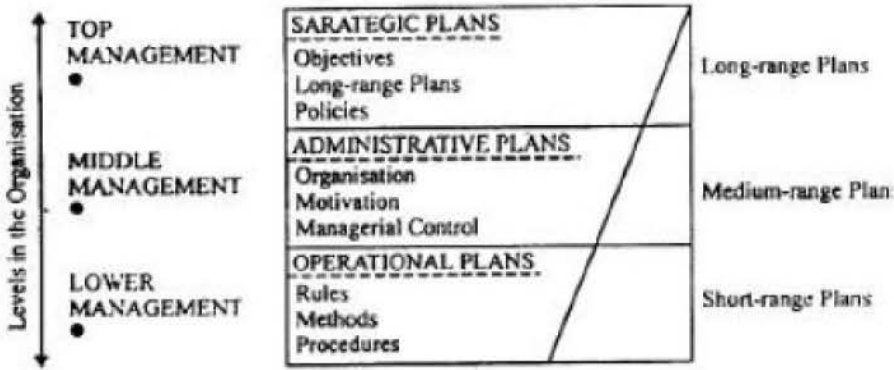 Levels in the Organisation
TOP
MANAGEMENT
SARATEGIC PLANS
Objectives
Long-range Plans
Policies
Long-range Plans
MIDDLE
MANAGEMENT
ADMINISTRATIVE PLANS
Organisation
Motivation
Managerial Control
Medium-range Plan
LOWER
MANAGEMENT
OPERATIONAL PLANS
Rules
Methods
Procedures
Short-range Plans